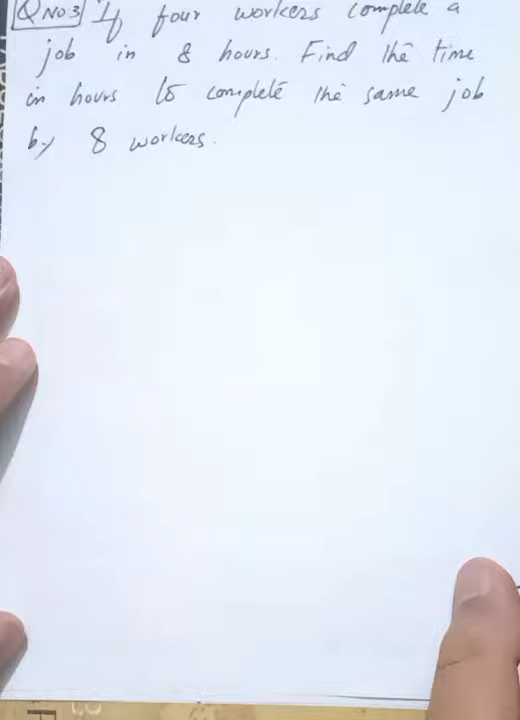 Q NO 3 If four workers complete a
job in 8 hours. Find the time
in hours to complete the same job
by 8 workers.